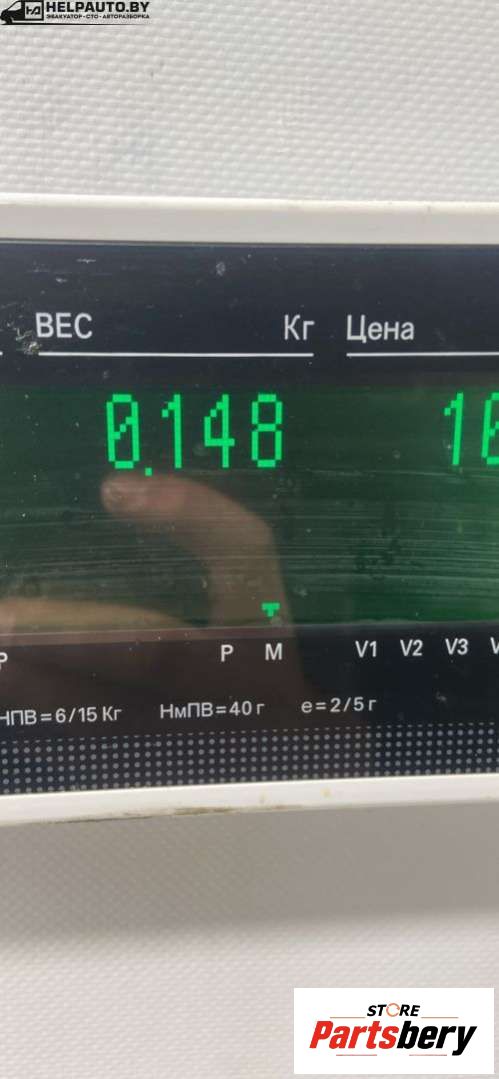 HELPAUTO.BY
ЭВАКУАТОР·СТО·АВТОРАЗБОРКА
ВЕС Кг Цена
0.148 10
Р Р М V1 V2 V3 V
НПВ=6/15 Кг НмПВ=40 г е=2/5 г
STORE
Partsbery